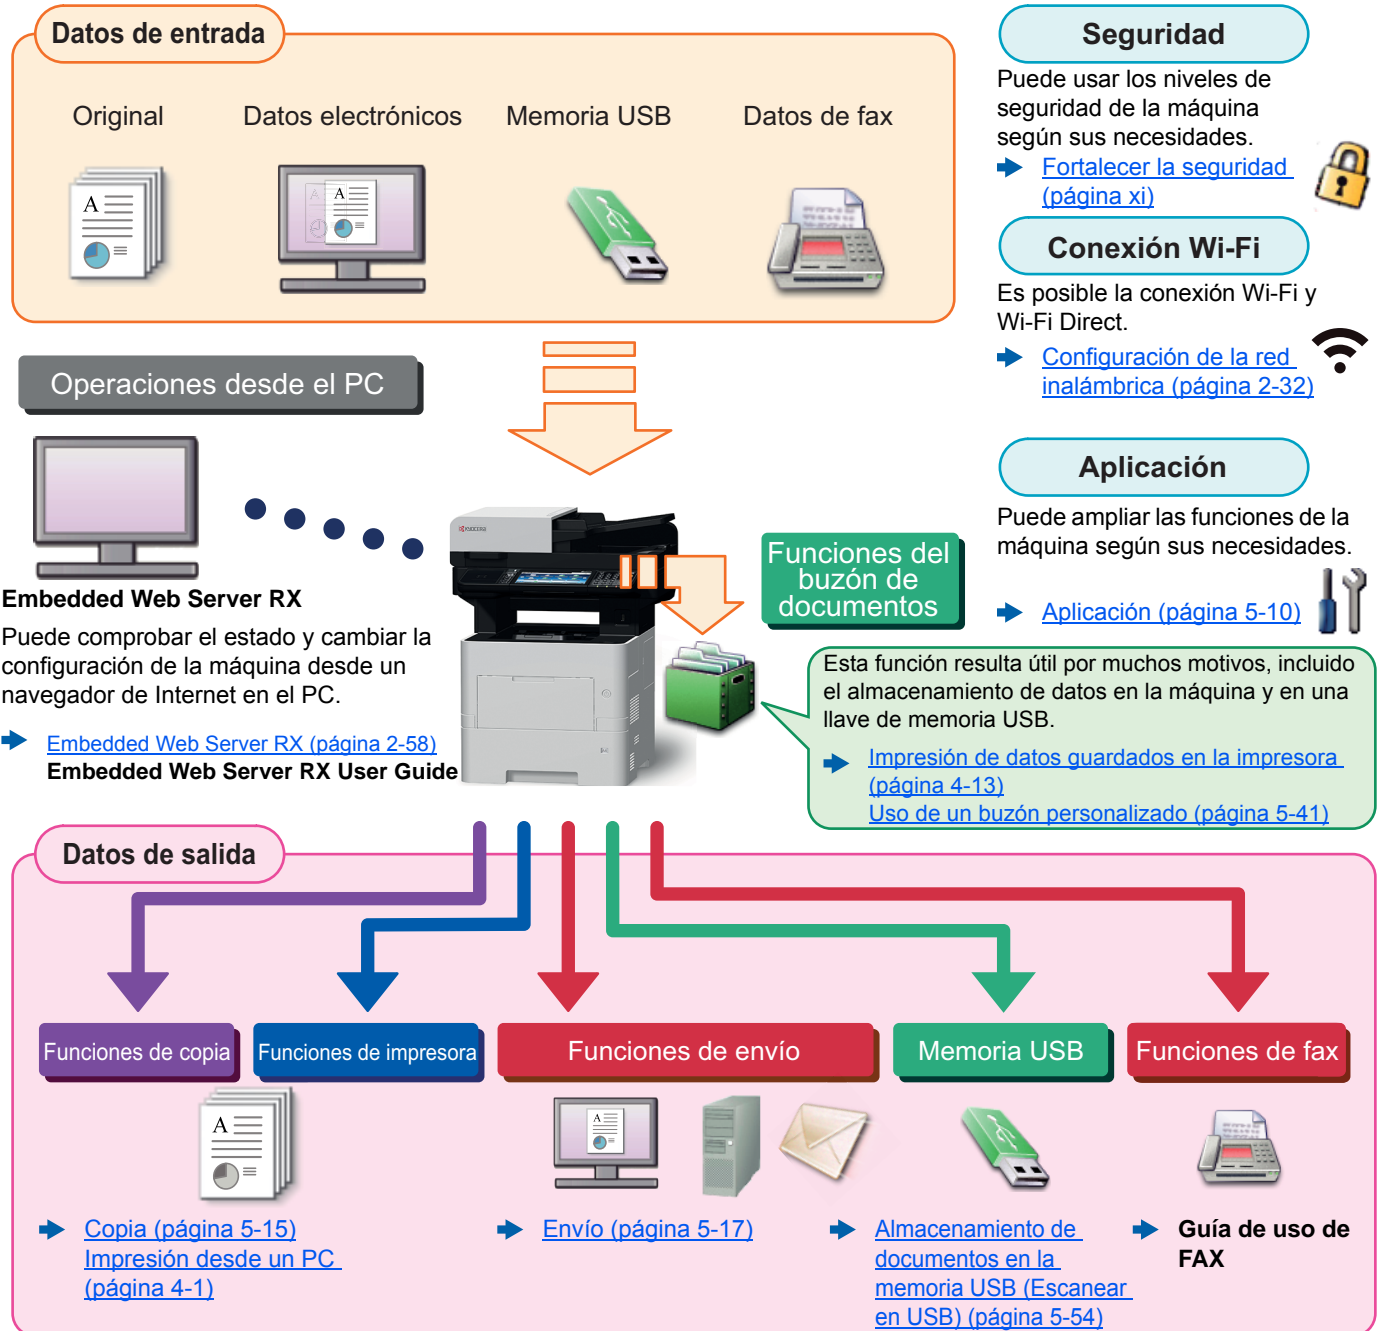 Datos de entrada
Original
Datos electrónicos
Memoria USB
Datos de fax
Seguridad
Puede usar los niveles de
seguridad de la máquina
según sus necesidades.
Fortalecer la seguridad
(página xi)
Conexión Wi-Fi
Es posible la conexión Wi-Fi y
Wi-Fi Direct.
Configuración de la red
inalámbrica (página 2-32)
Aplicación
Puede ampliar las funciones de la
máquina según sus necesidades.
Aplicación (página 5-10)
Operaciones desde el PC
Embedded Web Server RX
Puede comprobar el estado y cambiar la
configuración de la máquina desde un
navegador de Internet en el PC.
Embedded Web Server RX (página 2-58)
Embedded Web Server RX User Guide
KYOCERA
Funciones del
buzón de
documentos
Esta función resulta útil por muchos motivos, incluido
el almacenamiento de datos en la máquina y en una
llave de memoria USB.
Impresión de datos guardados en la impresora
(página 4-13)
Uso de un buzón personalizado (página 5-41)
Datos de salida
Funciones de copia
Funciones de impresora
Funciones de envío
Memoria USB
Funciones de fax
A
A
A
A
A
Copia (página 5-15)
Impresión desde un PC
(página 4-1)
Envío (página 5-17)
Almacenamiento de
documentos en la
memoria USB (Escanear
en USB) (página 5-54)
Guía de uso de
FAX